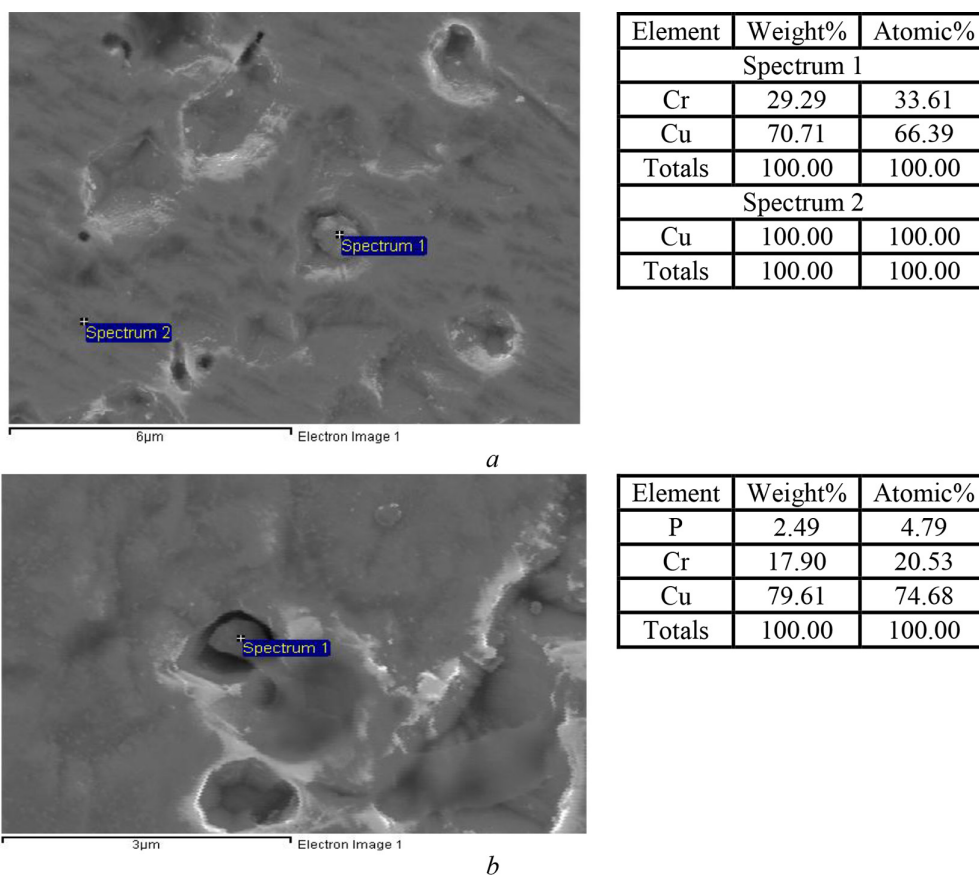 Spectrum 1
Spectrum 2
6µm
Electron Image 1
Element Weight% Atomic%
Spectrum 1
Cr 29.29 33.61
Cu 70.71 66.39
Totals 100.00 100.00
Spectrum 2
Cu 100.00 100.00
Totals 100.00 100.00
a
Spectrum 1
3µm
Electron Image 1
Element Weight% Atomic%
P 2.49 4.79
Cr 17.90 20.53
Cu 79.61 74.68
Totals 100.00 100.00
b